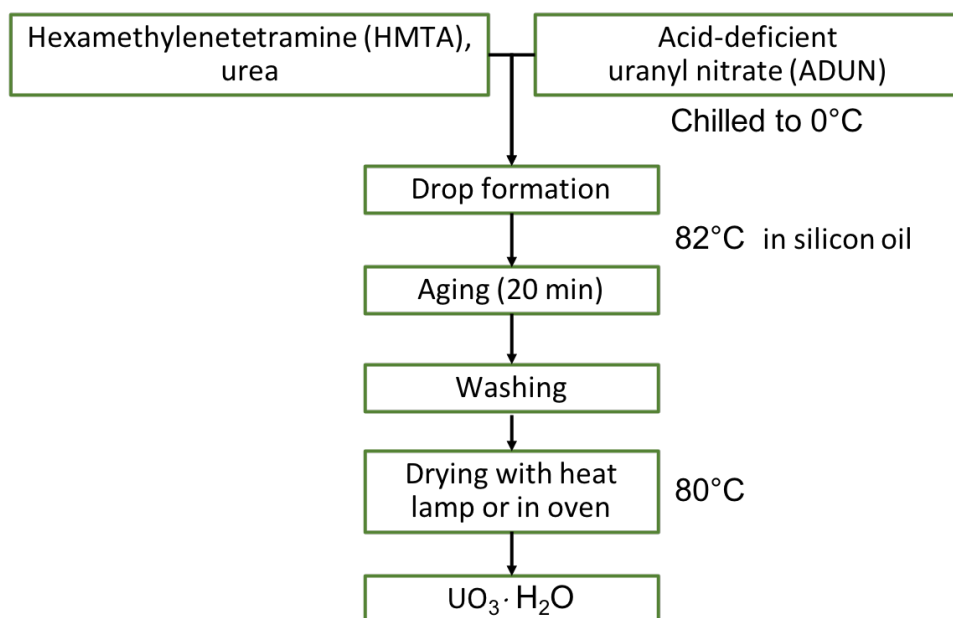 Hexamethylenetetramine (HMTA),
urea
Acid-deficient
uranyl nitrate (ADUN)
Chilled to 0°C
Drop formation
82°C in silicon oil
Aging (20 min)
Washing
Drying with heat
lamp or in oven
80°C
UO₃· H₂O